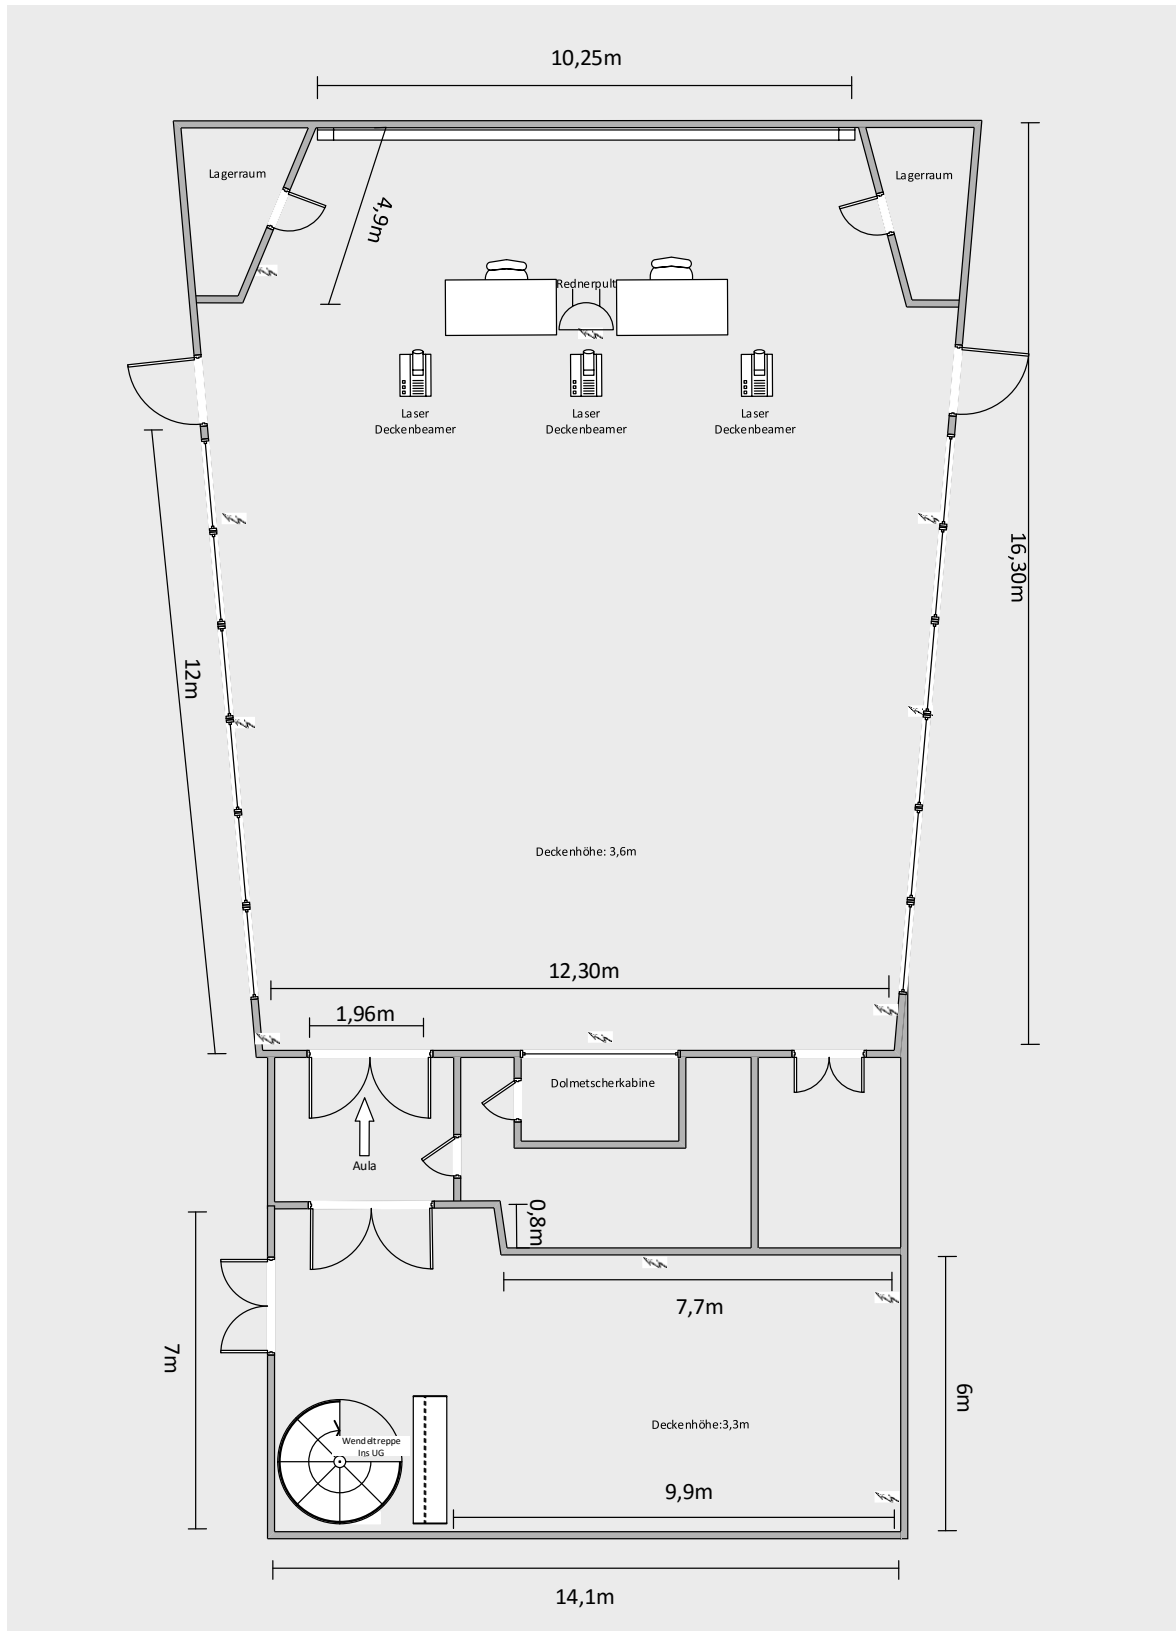 10,25m
Lagerraum
Lagerraum
4,9m
Rednerpult
Laser
Deckenbeamer
Laser
Deckenbeamer
Laser
Deckenbeamer
16,30m
12m
Deckenhöhe: 3,6m
12,30m
1,96m
Dolmetscherkabine
Aula
0,8m
7,7m
7m
6m
Deckenhöhe:3,3m
Wendeltreppe
Ins UG
9,9m
14,1m